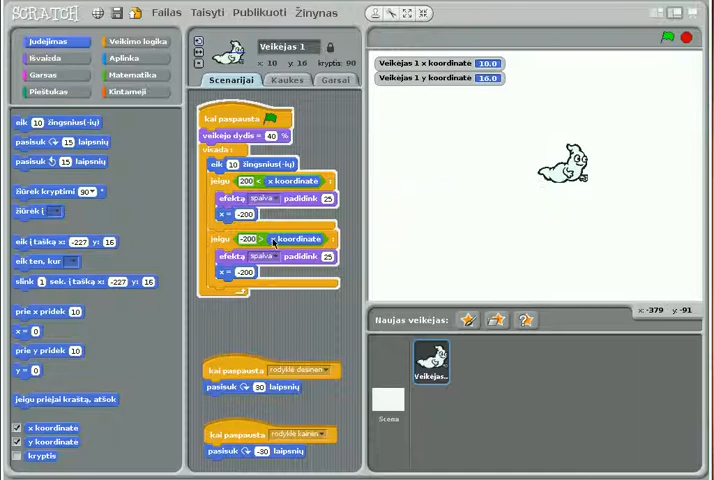 SCRATCH Failas Taisyti Publikuoti Žinynas
Judėjimas Veikimo logika
Išvaizda Aplinka
Garsas Matematika
Pieštukas Kintamieji
Veikėjas 1
x: 10 y: 16 kryptis: 90
Scenarijai Kaukės Garsai
eik 10 žingsnius(-ių)
pasisuk 15 laipsnių
pasisuk 15 laipsnių
žiūrėk kryptimi 90
žiūrėk į
eik į tašką x: -227 y: 16
eik ten, kur
slink 1 sek. į tašką x: -227 y: 16
prie x pridėk 10
x = 0
prie y pridėk 10
y = 0
jeigu priėjai kraštą, atšok
x koordinatė
y koordinatė
kryptis
kai paspausta
veikėjo dydis = 40 %
visada :
eik 10 žingsnius(-ių)
jeigu 200 < x koordinatė :
efektą spalva padidink 25
x = -200
jeigu -200 > x koordinatė :
efektą spalva padidink 25
x = -200
kai paspausta rodyklė dešinėn
pasisuk 30 laipsnių
kai paspausta rodyklė kairėn
pasisuk -30 laipsnių
Veikėjas 1 x koordinatė 10.0
Veikėjas 1 y koordinatė 16.0
x: -379 y: -91
Naujas veikėjas:
Veikėjas..
Scena